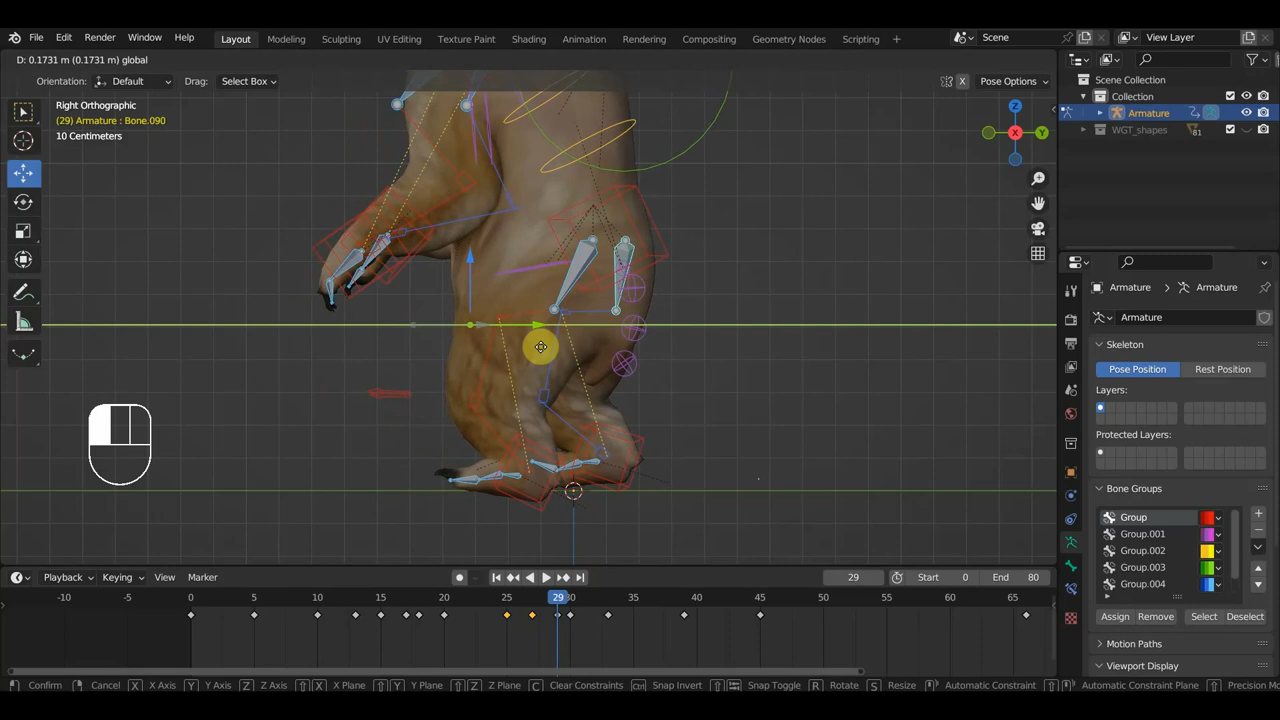 File Edit Render Window Help Layout Modeling Sculpting UV Editing Texture Paint Shading Animation Rendering Compositing Geometry Nodes Scripting + Scene View Layer
D: 0.1731 m (0.1731 m) global
Orientation: Default Drag: Select Box X Pose Options
Right Orthographic
(29) Armature : Bone.090
10 Centimeters
Z
X
Y
Scene Collection
Collection
Armature
WGT_shapes 81
Armature Armature
Armature
Skeleton
Pose Position Rest Position
Layers:
Protected Layers:
Bone Groups
Group
Group.001
Group.002
Group.003
Group.004
Assign Remove Select Deselect
Motion Paths
Viewport Display
Playback Keying View Marker 29 Start 0 End 80
-10 -5 0 5 10 15 20 25 29 35 40 45 50 55 60 65
Confirm Cancel X X Axis Y Y Axis Z Z Axis X X Plane Y Y Plane Z Z Plane C Clear Constraints Ctrl Snap Invert Snap Toggle R Rotate S Resize Automatic Constraint Automatic Constraint Plane Precision Mo